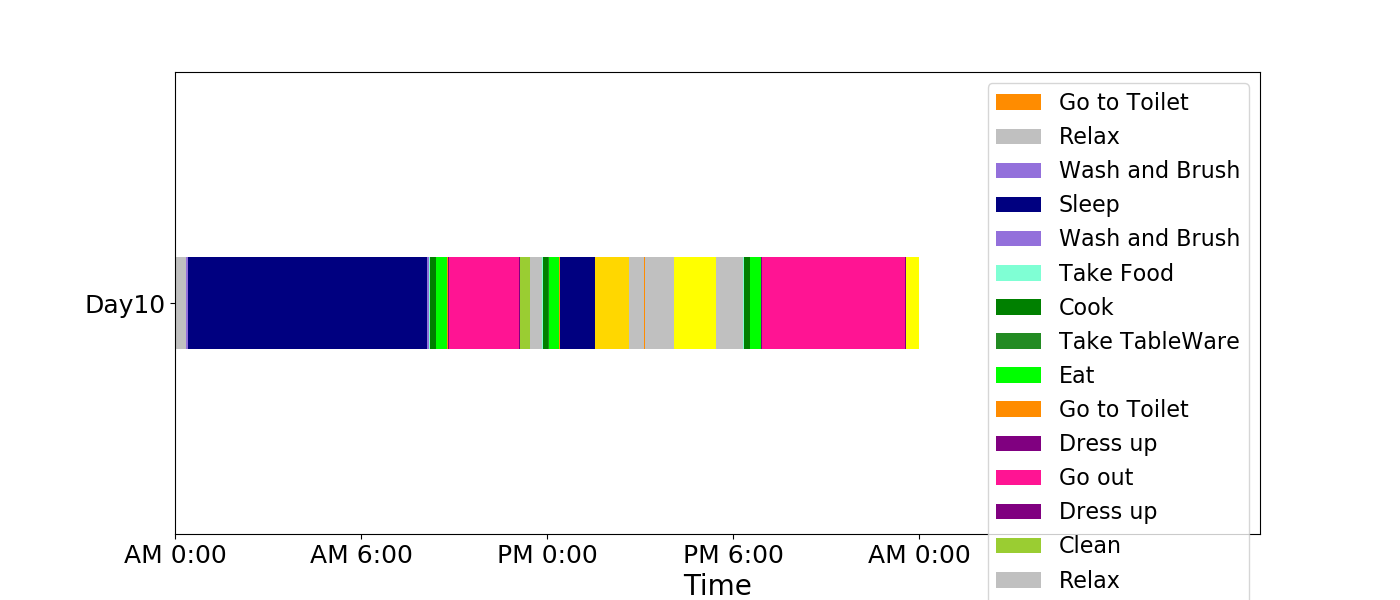 Go to Toilet
Relax
Wash and Brush
Sleep
Wash and Brush
Take Food
Cook
Take TableWare
Eat
Go to Toilet
Dress up
Go out
Dress up
Clean
Relax
Day10
AM 0:00 AM 6:00 PM 0:00 PM 6:00 AM 0:00
Time